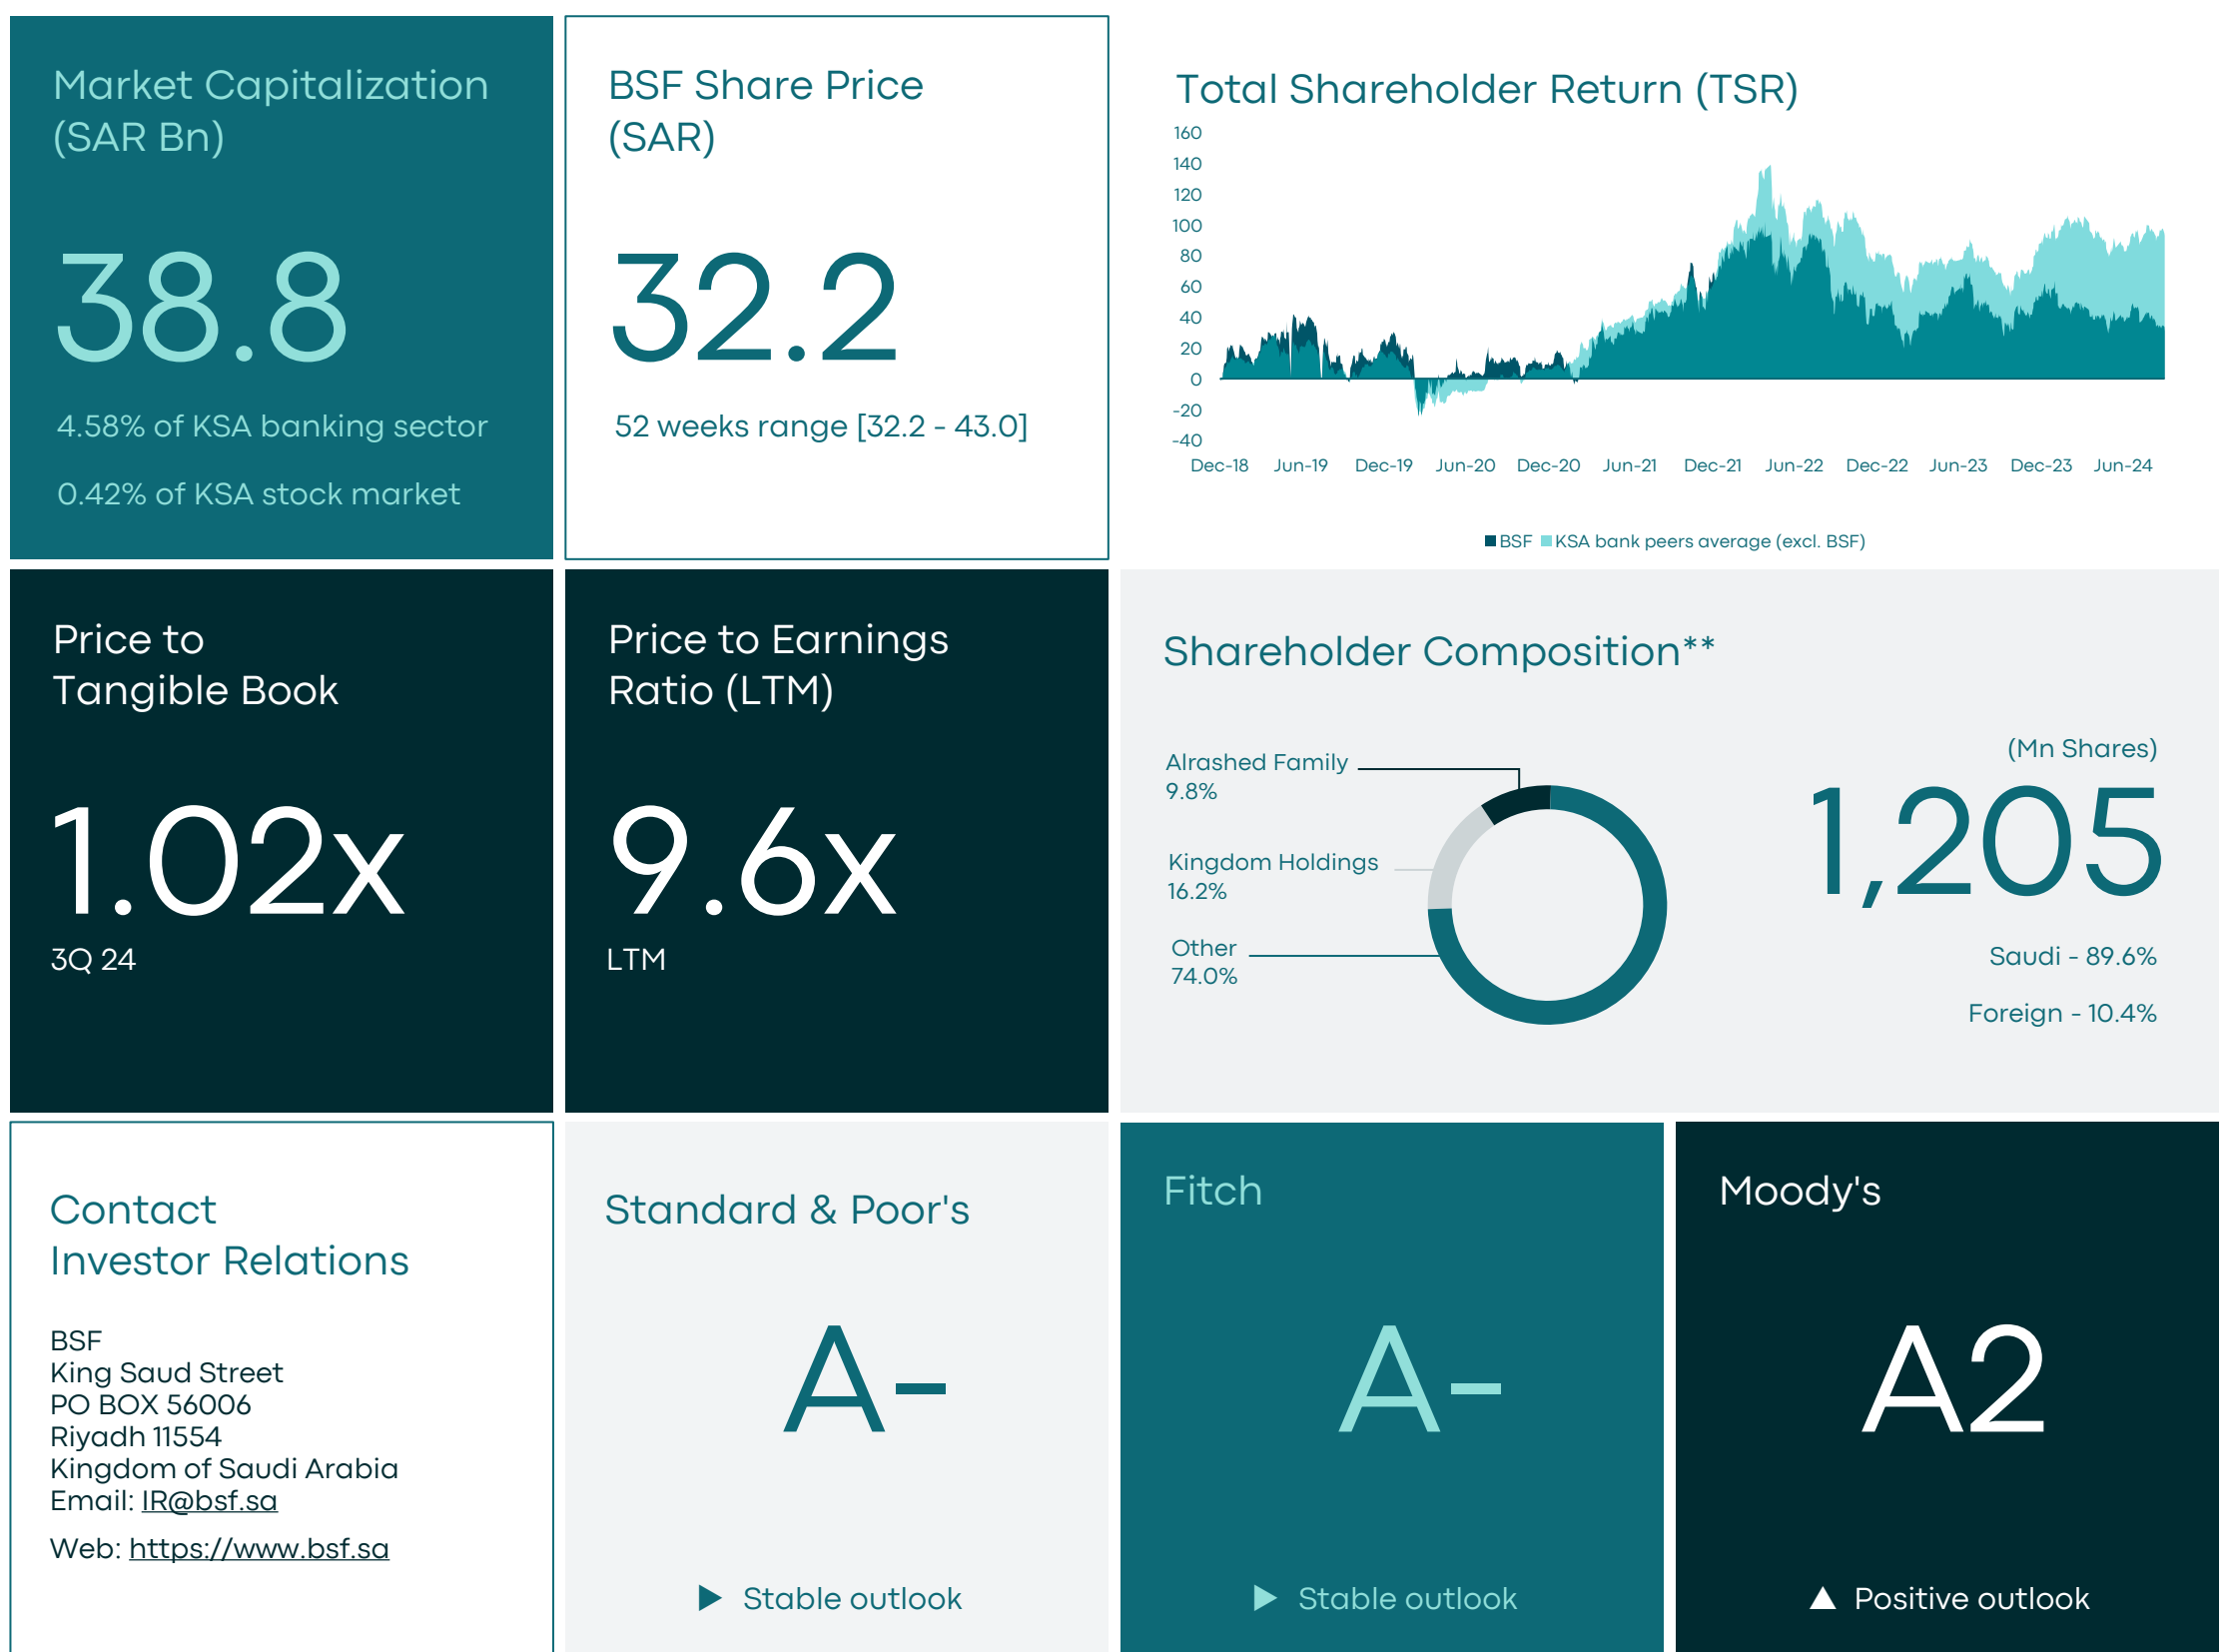 Market Capitalization
(SAR Bn)
38.8
4.58% of KSA banking sector
0.42% of KSA stock market
BSF Share Price
(SAR)
32.2
52 weeks range [32.2 - 43.0]
Total Shareholder Return (TSR)
160
140
120
100
80
60
40
20
0
-20
-40
Dec-18 Jun-19 Dec-19 Jun-20 Dec-20 Jun-21 Dec-21 Jun-22 Dec-22 Jun-23 Dec-23 Jun-24
BSF KSA bank peers average (excl. BSF)
Price to
Tangible Book
1.02x
3Q 24
Price to Earnings
Ratio (LTM)
9.6x
LTM
Shareholder Composition**
Alrashed Family
9.8%
Kingdom Holdings
16.2%
Other
74.0%
(Mn Shares)
1,205
Saudi - 89.6%
Foreign - 10.4%
Contact
Investor Relations
BSF
King Saud Street
PO BOX 56006
Riyadh 11554
Kingdom of Saudi Arabia
Email: IR@bsf.sa
Web: https://www.bsf.sa
Standard & Poor's
A-
Stable outlook
Fitch
A-
Stable outlook
Moody's
A2
Positive outlook